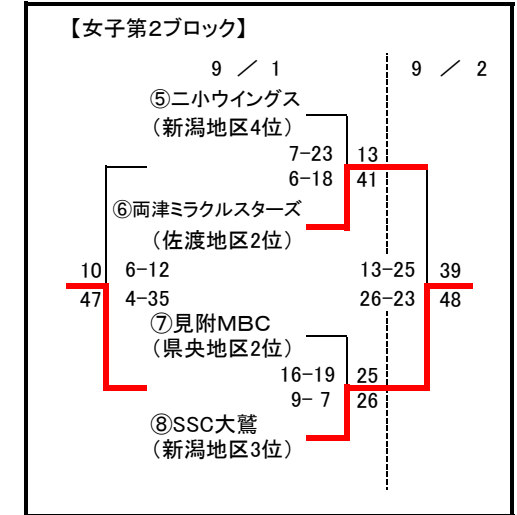 【女子第2ブロック】
9 ／ 1
9 ／ 2
⑤二小ウイングス
（新潟地区4位）
7-23 13
6-18 41
⑥両津ミラクルスターズ
（佐渡地区2位）
10 6-12
47 4-35
13-25 39
26-23 48
⑦見附MBC
（県央地区2位）
16-19 25
9- 7 26
⑧SSC大鷲
（新潟地区3位）